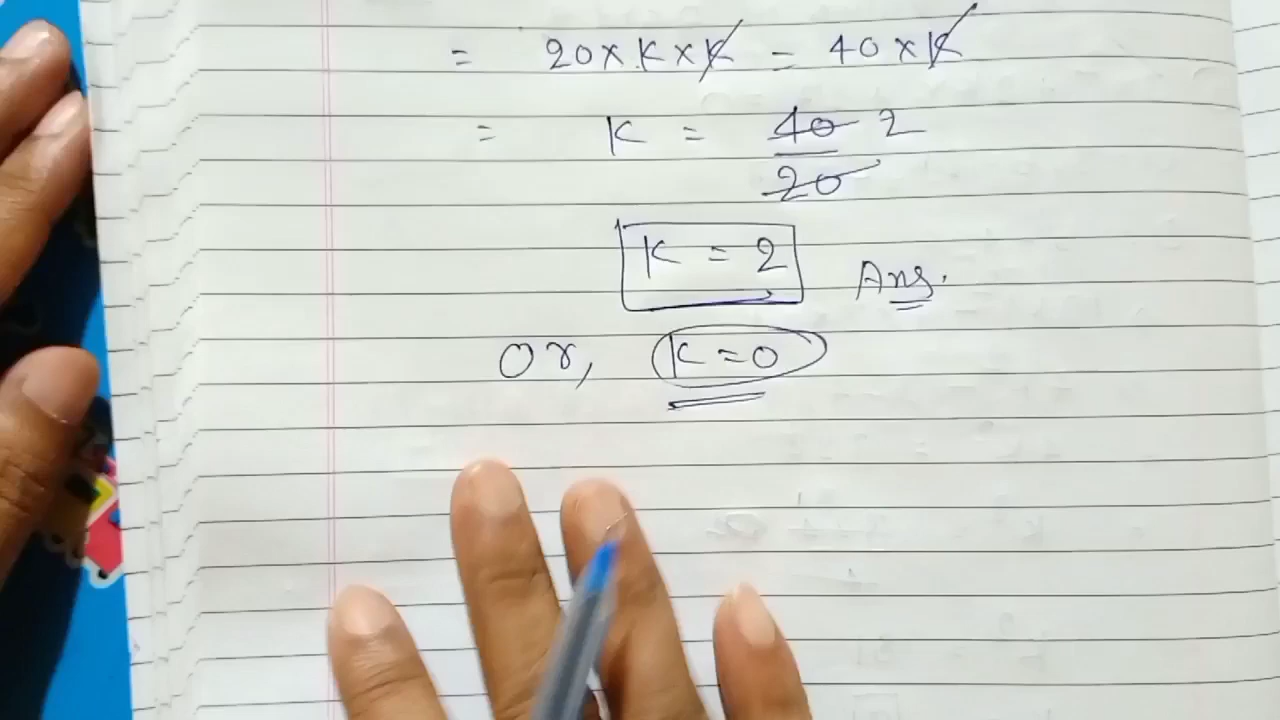 = 20×K×K = 40×K
= K = 40 2
20
K = 2 Ans.
Or, K=0